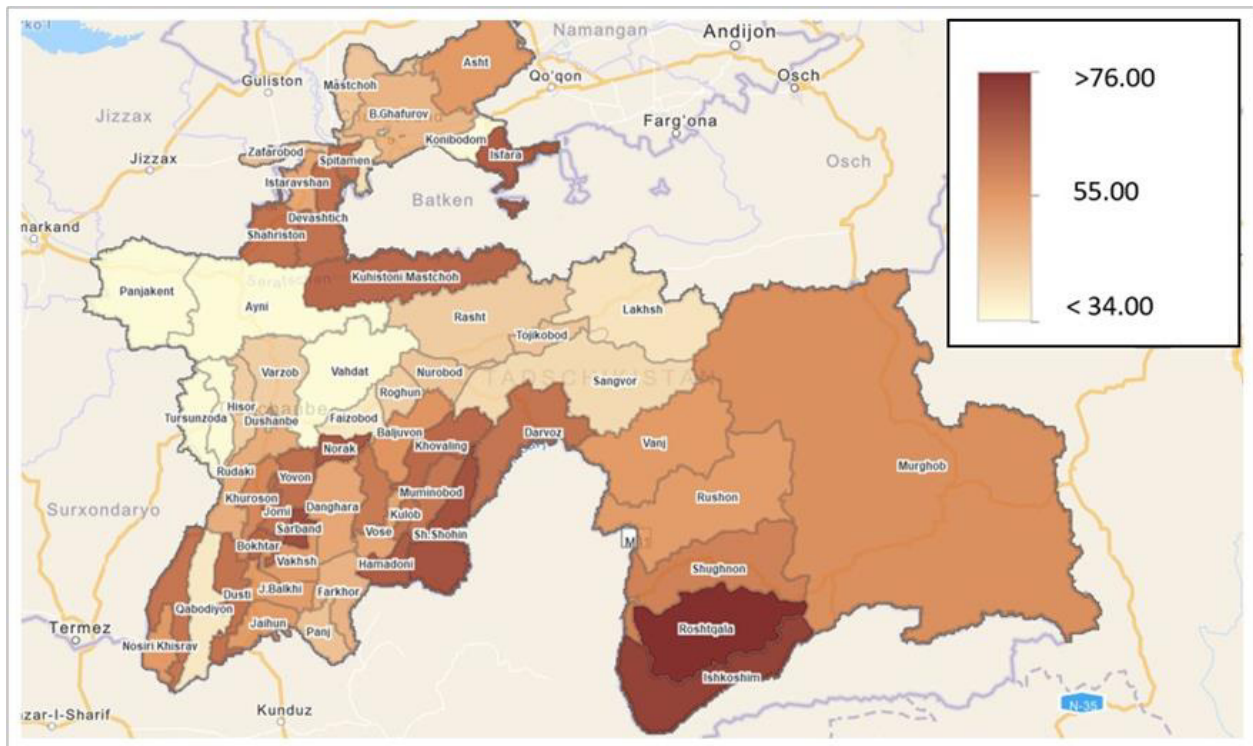 Namangan
Andijon
Asht
Qo'qon
Osch
Guliston
Mastchoh
B.Ghafurov
Jizzax
Farg'ona
Konibodom
Zafarobod
Spitamen
Isfara
Jizzax
Osch
Istaravshan
Batken
Devashtich
Shahriston
Kuhistoni Mastchoh
Panjakent
Ayni
Rasht
Lakhsh
Tojikobod
Varzob
Vahdat
Nurobod
TADSCHIKISTAN
Sangvor
Roghun
Tursunzoda
Hisor
Dushanbe
Faizobod
Baljuvon
Darvoz
Norak
Khovaling
Vanj
Murghob
Rudaki
Yovon
Khuroson
Danghara
Muminobod
Rushon
Surxondaryo
Jomi
Kulob
Sarband
Vose
Sh.Shohin
Bokhtar
Vakhsh
Hamadoni
Shughnon
Dusti
J.Balkhi
Farkhor
Qabodiyon
Jaihun
Panj
Roshtqala
Termez
Nosiri Khisrav
Ishkoshim
Kunduz
zar-I-Sharif
N-35
>76.00
55.00
< 34.00